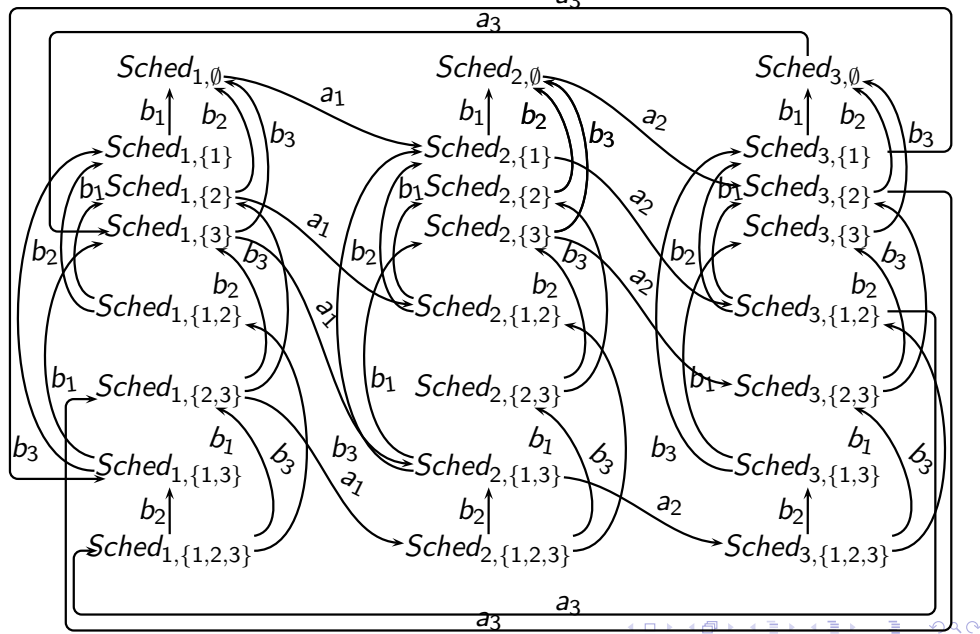 a₃
a₃
Sched₁,∅ Sched₂,∅ Sched₃,∅
a₁ a₂
b₁ b₂ b₃ b₁ b₂ b₃ b₁ b₂ b₃
Sched₁,{1} Sched₂,{1} Sched₃,{1}
b₁ Sched₁,{2} b₁ Sched₂,{2} b₁ Sched₃,{2}
a₁ a₂
Sched₁,{3} Sched₂,{3} Sched₃,{3}
b₂ b₃ b₂ b₃ b₂ b₃
b₂ a₁ b₂ a₂ b₂
Sched₁,{1,2} Sched₂,{1,2} Sched₃,{1,2}
b₁ Sched₁,{2,3} b₁ Sched₂,{2,3} b₁ Sched₃,{2,3}
b₃ b₁ b₃ b₃ b₁ b₃ b₃ b₁ b₃
Sched₁,{1,3} a₁ Sched₂,{1,3} a₂ Sched₃,{1,3}
b₂ b₂ b₂
Sched₁,{1,2,3} Sched₂,{1,2,3} Sched₃,{1,2,3}
a₃
a₃